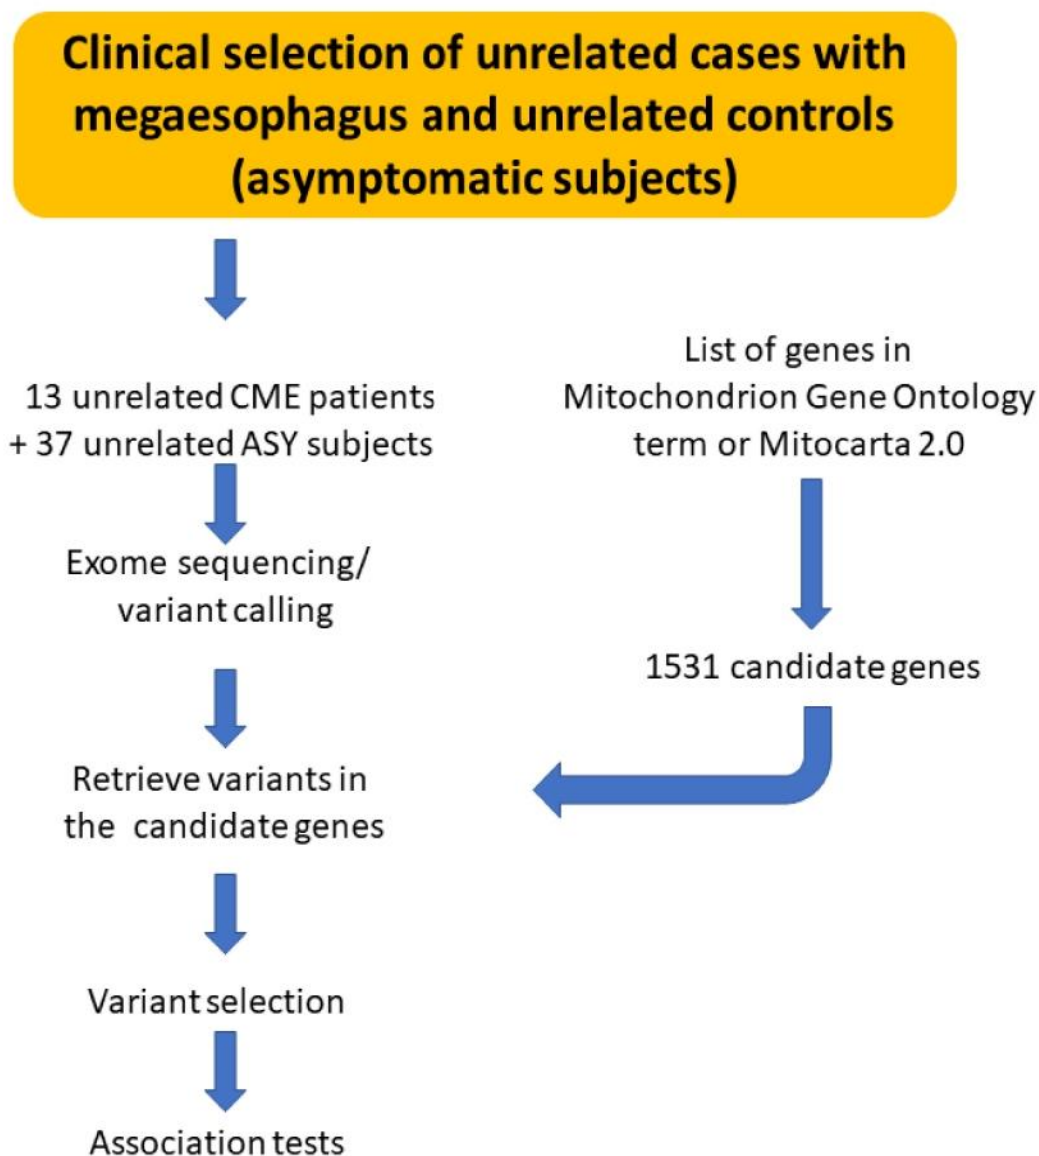 Clinical selection of unrelated cases with
megaesophagus and unrelated controls
(asymptomatic subjects)
13 unrelated CME patients
+ 37 unrelated ASY subjects
Exome sequencing/
variant calling
List of genes in
Mitochondrion Gene Ontology
term or Mitocarta 2.0
1531 candidate genes
Retrieve variants in
the candidate genes
Variant selection
Association tests